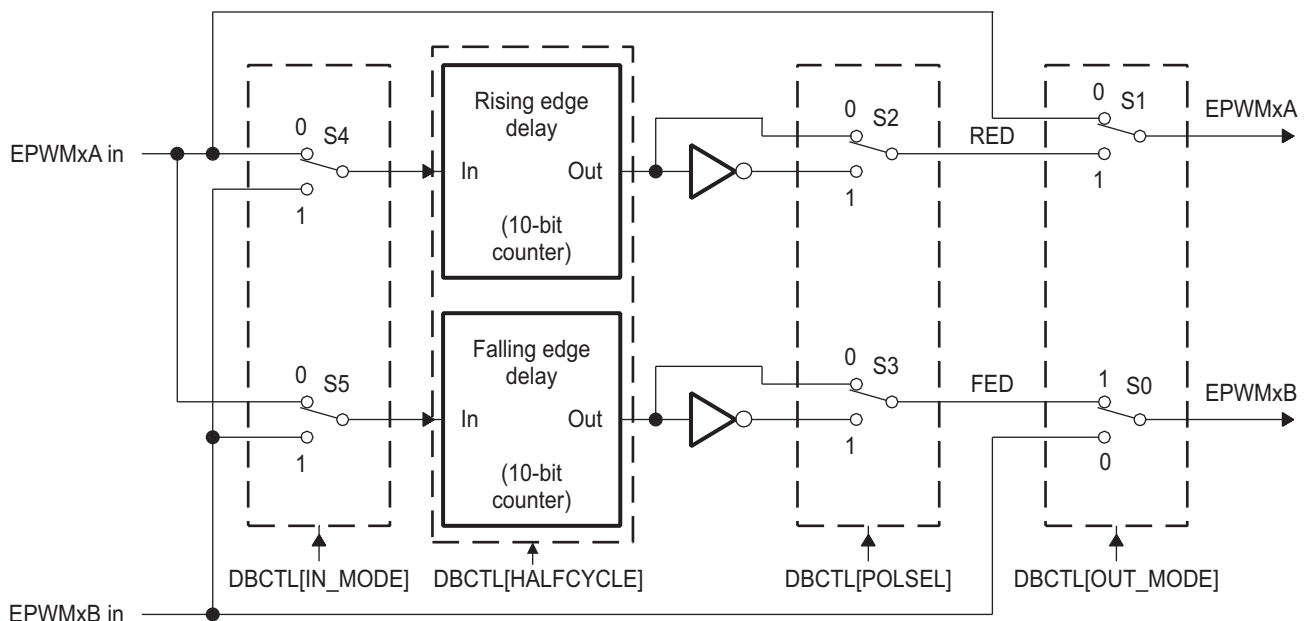 0
S1
EPWMxA
Rising edge
delay
0
S2
RED
0
S4
EPWMxA in
In
Out
1
1
1
(10-bit
counter)
Falling edge
delay
0
S3
FED
1
S0
EPWMxB
0
S5
In
Out
1
1
0
(10-bit
counter)
DBCTL[IN_MODE]
DBCTL[HALFCYCLE]
DBCTL[POLSEL]
DBCTL[OUT_MODE]
EPWMxB in